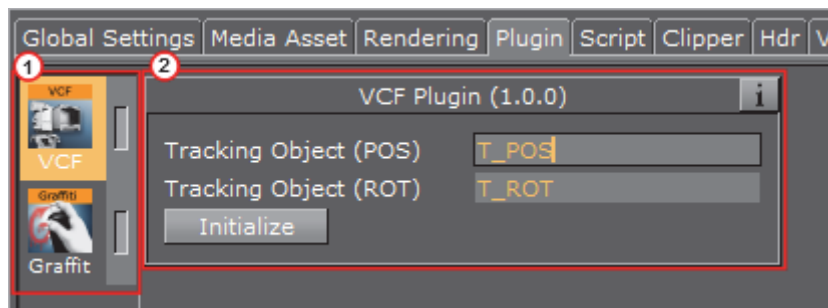 Global Settings Media Asset Rendering Plugin Script Clipper Hdr V
1 2
VCF
VCF
Graffiti
Graffit
VCF Plugin (1.0.0) i
Tracking Object (POS) T_POS
Tracking Object (ROT) T_ROT
Initialize